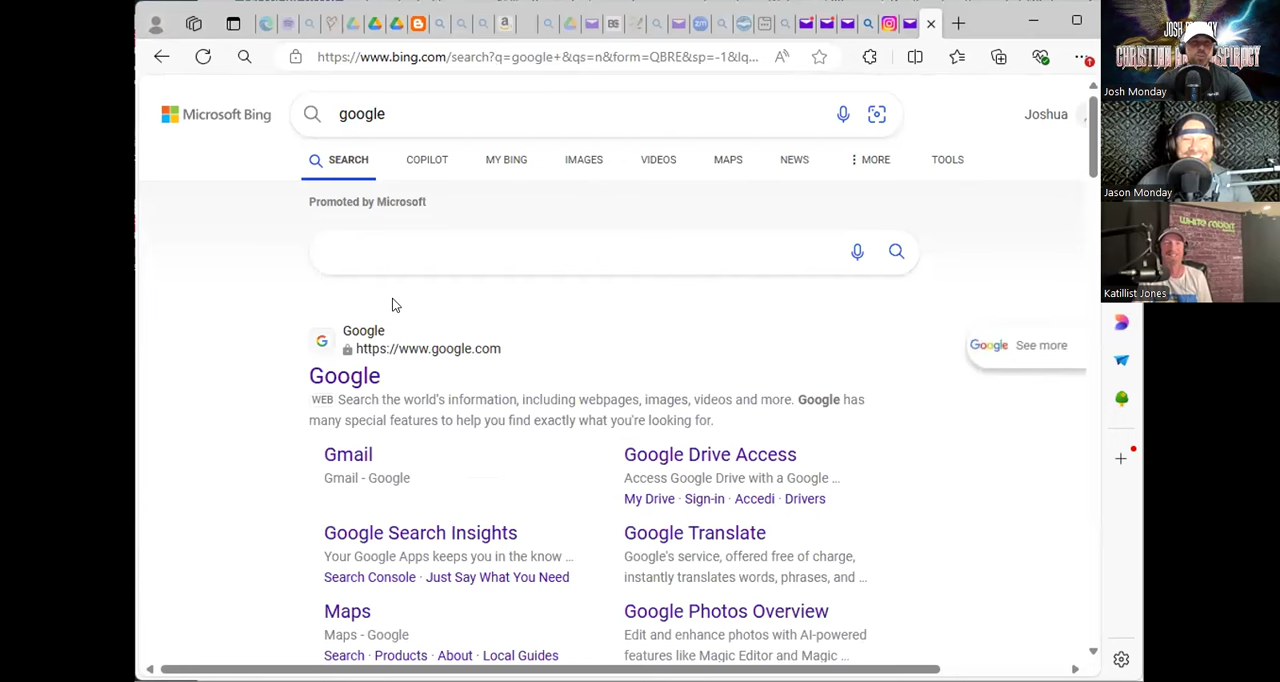 https://www.bing.com/search?q=google+&qs=n&form=QBRE&sp=-1&lq...
Microsoft Bing
google
Joshua
SEARCH
COPILOT
MY BING
IMAGES
VIDEOS
MAPS
NEWS
MORE
TOOLS
Promoted by Microsoft
Google
https://www.google.com
Google See more
Google
WEB Search the world's information, including webpages, images, videos and more. Google has
many special features to help you find exactly what you're looking for.
Gmail
Gmail - Google
Google Drive Access
Access Google Drive with a Google ...
My Drive · Sign-in · Accedi · Drivers
Google Search Insights
Your Google Apps keeps you in the know ...
Search Console · Just Say What You Need
Google Translate
Google's service, offered free of charge,
instantly translates words, phrases, and ...
Maps
Maps - Google
Search · Products · About · Local Guides
Google Photos Overview
Edit and enhance photos with AI-powered
features like Magic Editor and Magic ...
Josh Monday
Jason Monday
WHITE RABBIT
Katillist Jones